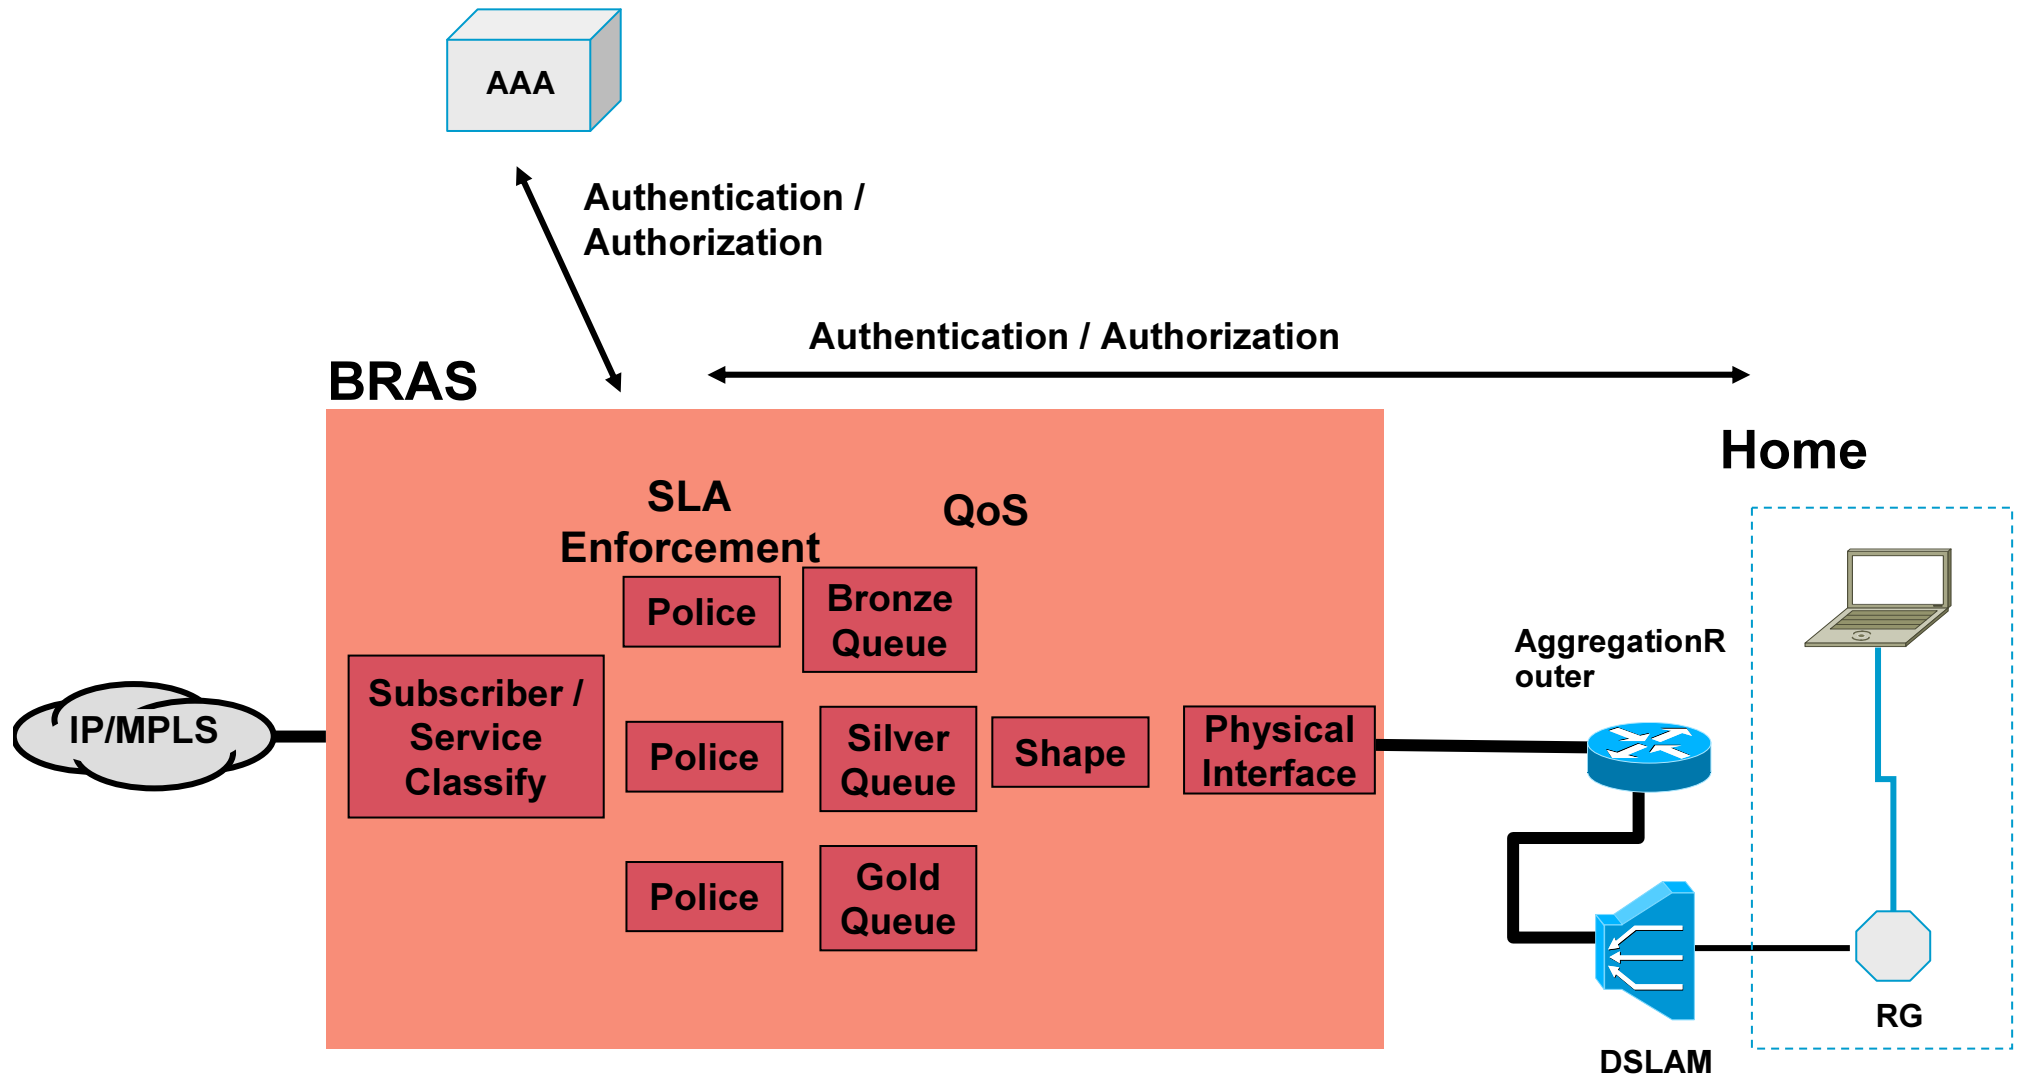 AAA
Authentication /
Authorization
Authentication / Authorization
BRAS
Home
SLA
Enforcement
QoS
Police
Bronze
Queue
AggregationR
outer
Subscriber /
Service
Classify
IP/MPLS
Police
Silver
Queue
Shape
Physical
Interface
Police
Gold
Queue
RG
DSLAM